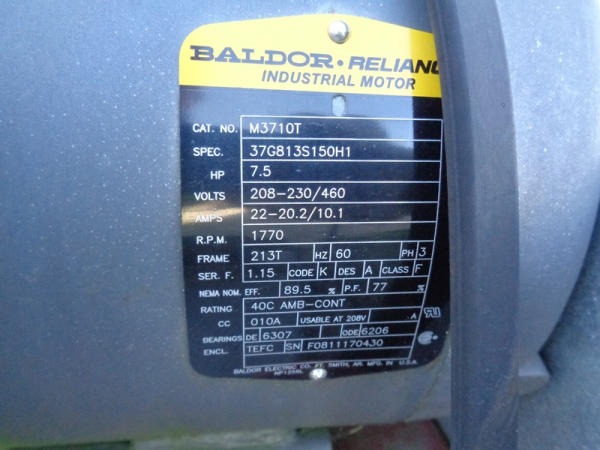 BALDOR • RELIANC
INDUSTRIAL MOTOR
CAT. NO. M3710T
SPEC. 37G813S150H1
HP 7.5
VOLTS 208-230/460
AMPS 22-20.2/10.1
R.P.M. 1770
FRAME 213T HZ 60 PH 3
SER. F. 1.15 CODE K DES A CLASS F
NEMA NOM. EFF. 89.5 % P.F. 77 %
RATING 40C AMB-CONT
CC 010A USABLE AT 208V A
BEARINGS DE 6307 ODE 6206
ENCL. TEFC SN F0811170430
BALDOR ELECTRIC CO. FT. SMITH, AR. MFG. IN U.S.A.